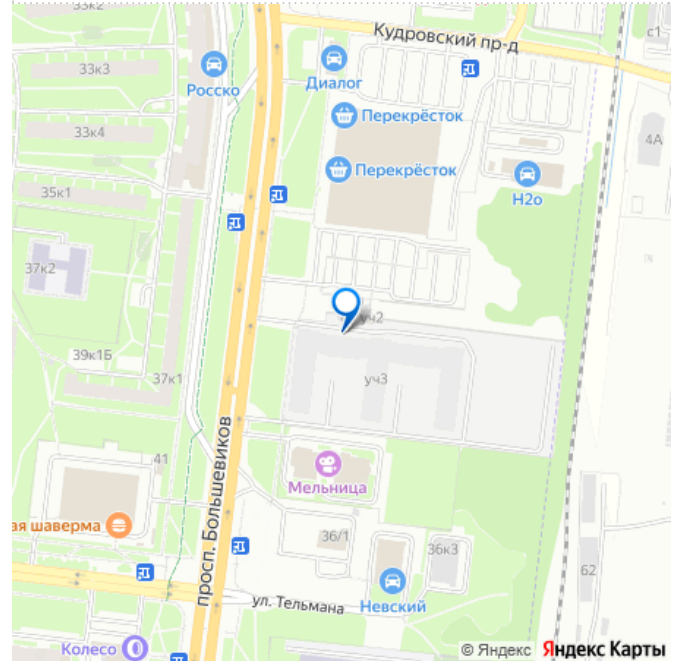 33к2
Кудровский пр-д
с1
33к3
Росско
Диалог
Перекрёсток
33к4
4А
Перекрёсток
35к1
Н2о
37к2
уч2
39к1Б
37к1
уч3
просп. Большевиков
41
Мельница
ая шаверма
36/1
36к3
62
ул. Тельмана
Невский
Колесо
© Яндекс Яндекс Карты